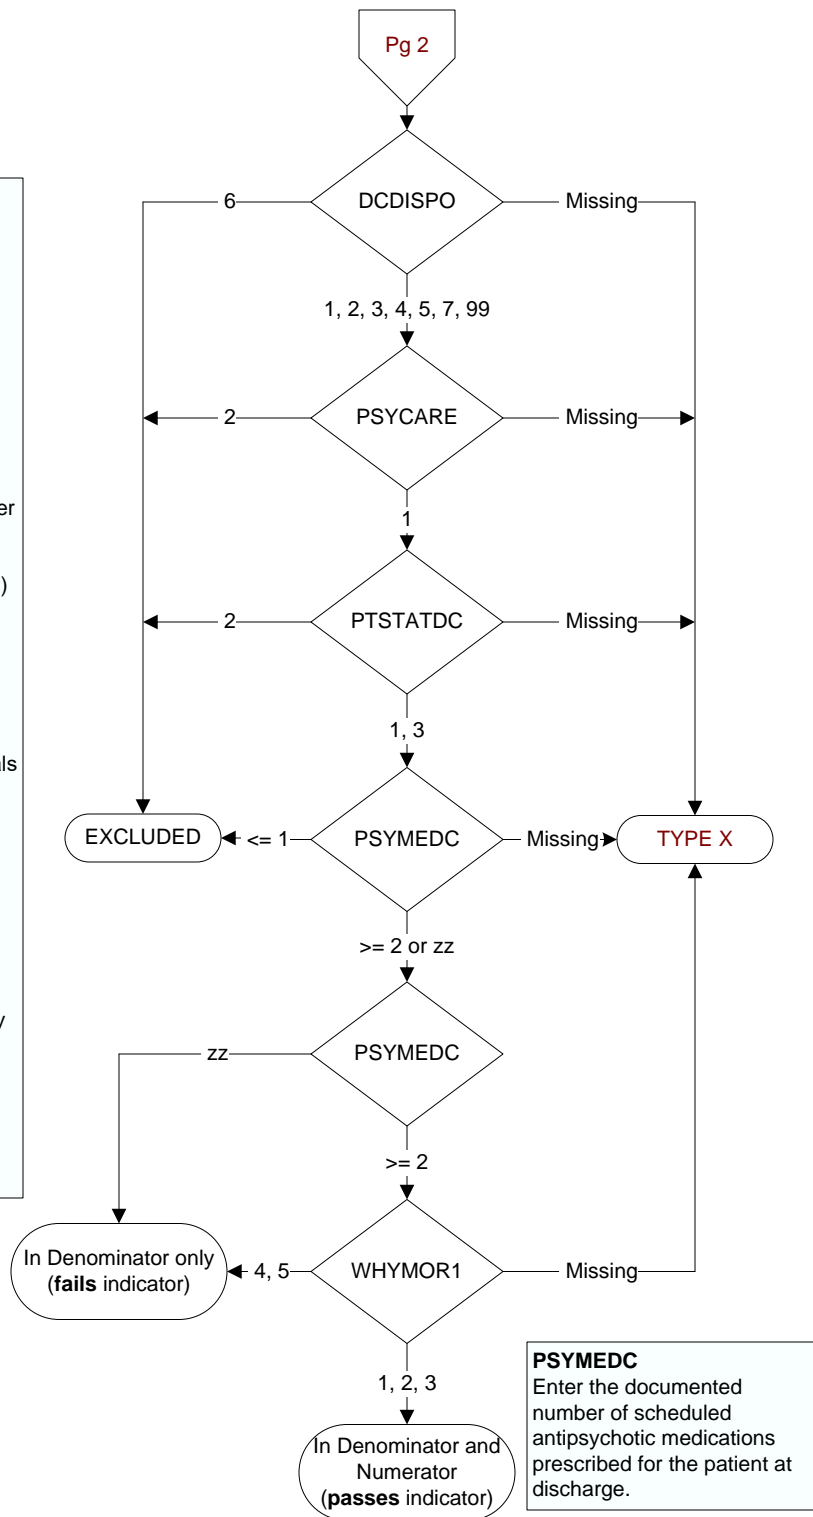 Pg 2
DCDISPO
6
Missing
1, 2, 3, 4, 5, 7, 99
PSYCARE
2
Missing
1
PTSTATDC
2
Missing
1, 3
EXCLUDED
<= 1
PSYMEDC
Missing
TYPE X
>= 2 or zz
PSYMEDC
zz
>= 2
In Denominator only
(fails indicator)
4, 5
WHYMOR1
Missing
1, 2, 3
In Denominator and
Numerator
(passes indicator)
PSYMEDC
Enter the documented
number of scheduled
antipsychotic medications
prescribed for the patient at
discharge.